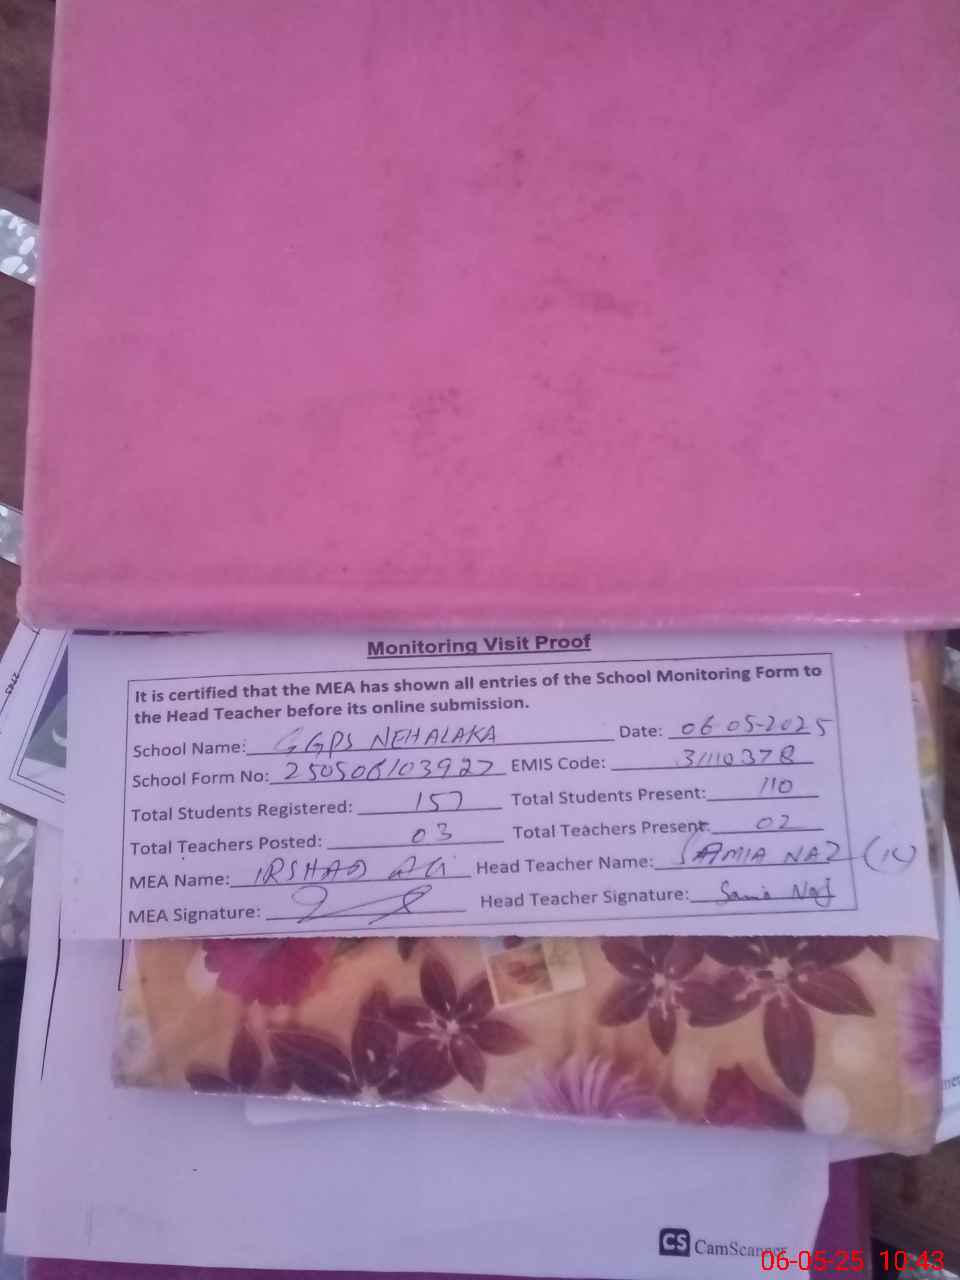 Monitoring Visit Proof
It is certified that the MEA has shown all entries of the School Monitoring Form to
the Head Teacher before its online submission.
School Name: GGPS NEHALAKA Date: 06-05-2025
School Form No: 250506103927 EMIS Code: 31110378
Total Students Registered: 157 Total Students Present: 110
Total Teachers Posted: 03 Total Teachers Present: 02
MEA Name: IRSHAD ALI Head Teacher Name: SAMIA NAZ
MEA Signature: Head Teacher Signature: Samia Naz
CS CamScanner
06-05-25 10:43